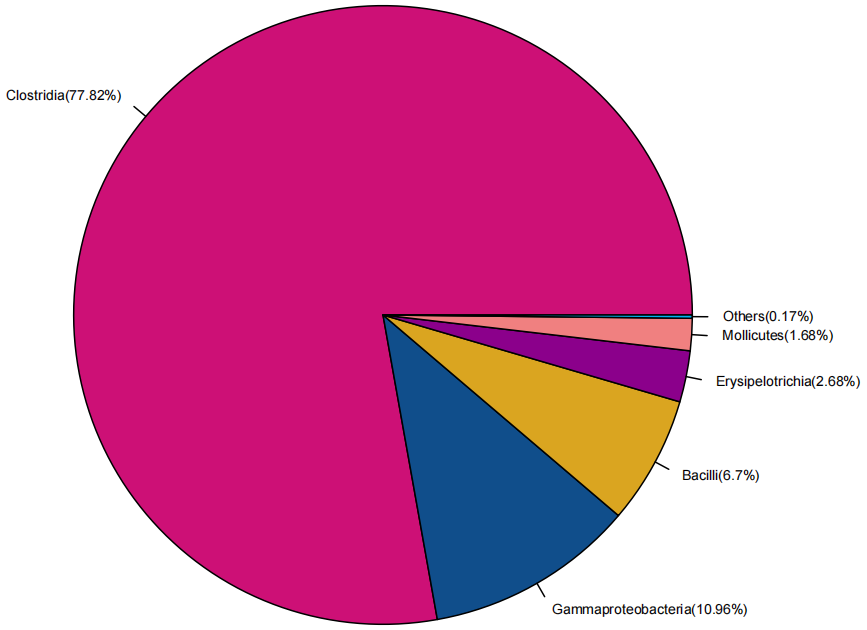 Clostridia(77.82%)
Others(0.17%)
Mollicutes(1.68%)
Erysipelotrichia(2.68%)
Bacilli(6.7%)
Gammaproteobacteria(10.96%)